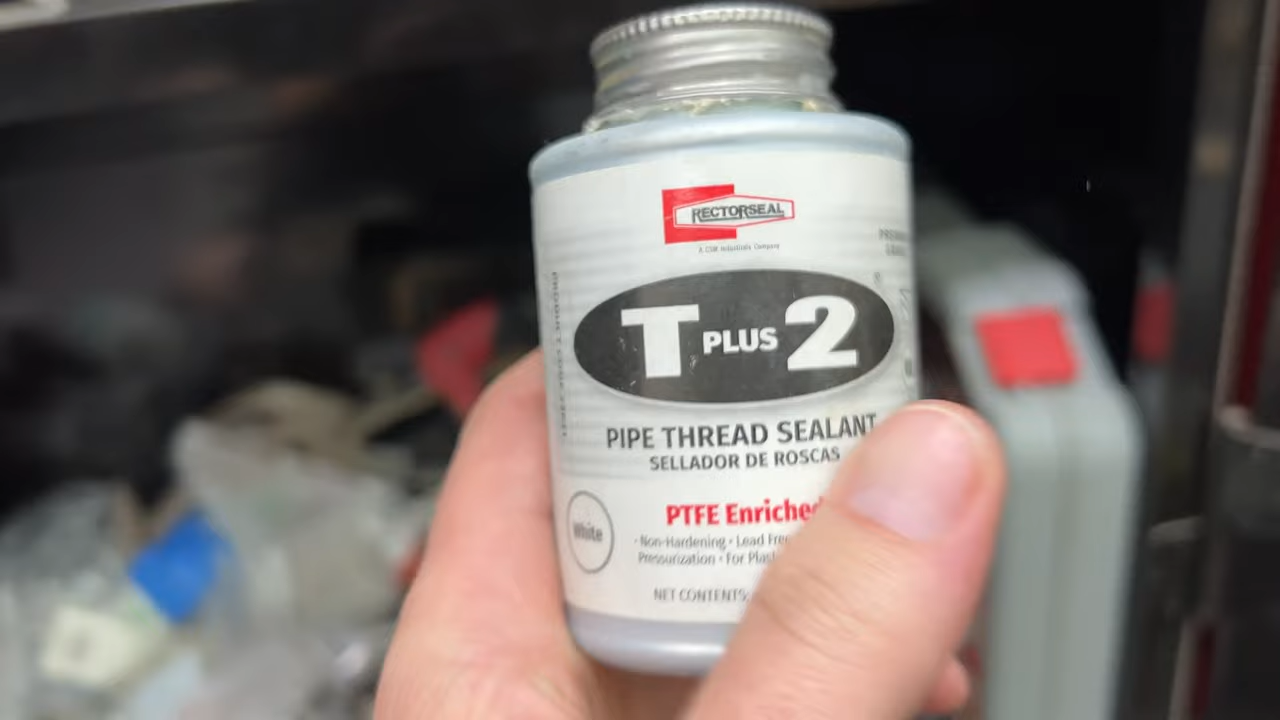 RECTORSEAL
A CSW Industrials Company
T PLUS 2
PIPE THREAD SEALANT
SELLADOR DE ROSCAS
White
PTFE Enriched
· Non-Hardening · Lead Free
Pressurization · For
NET CONTENTS: